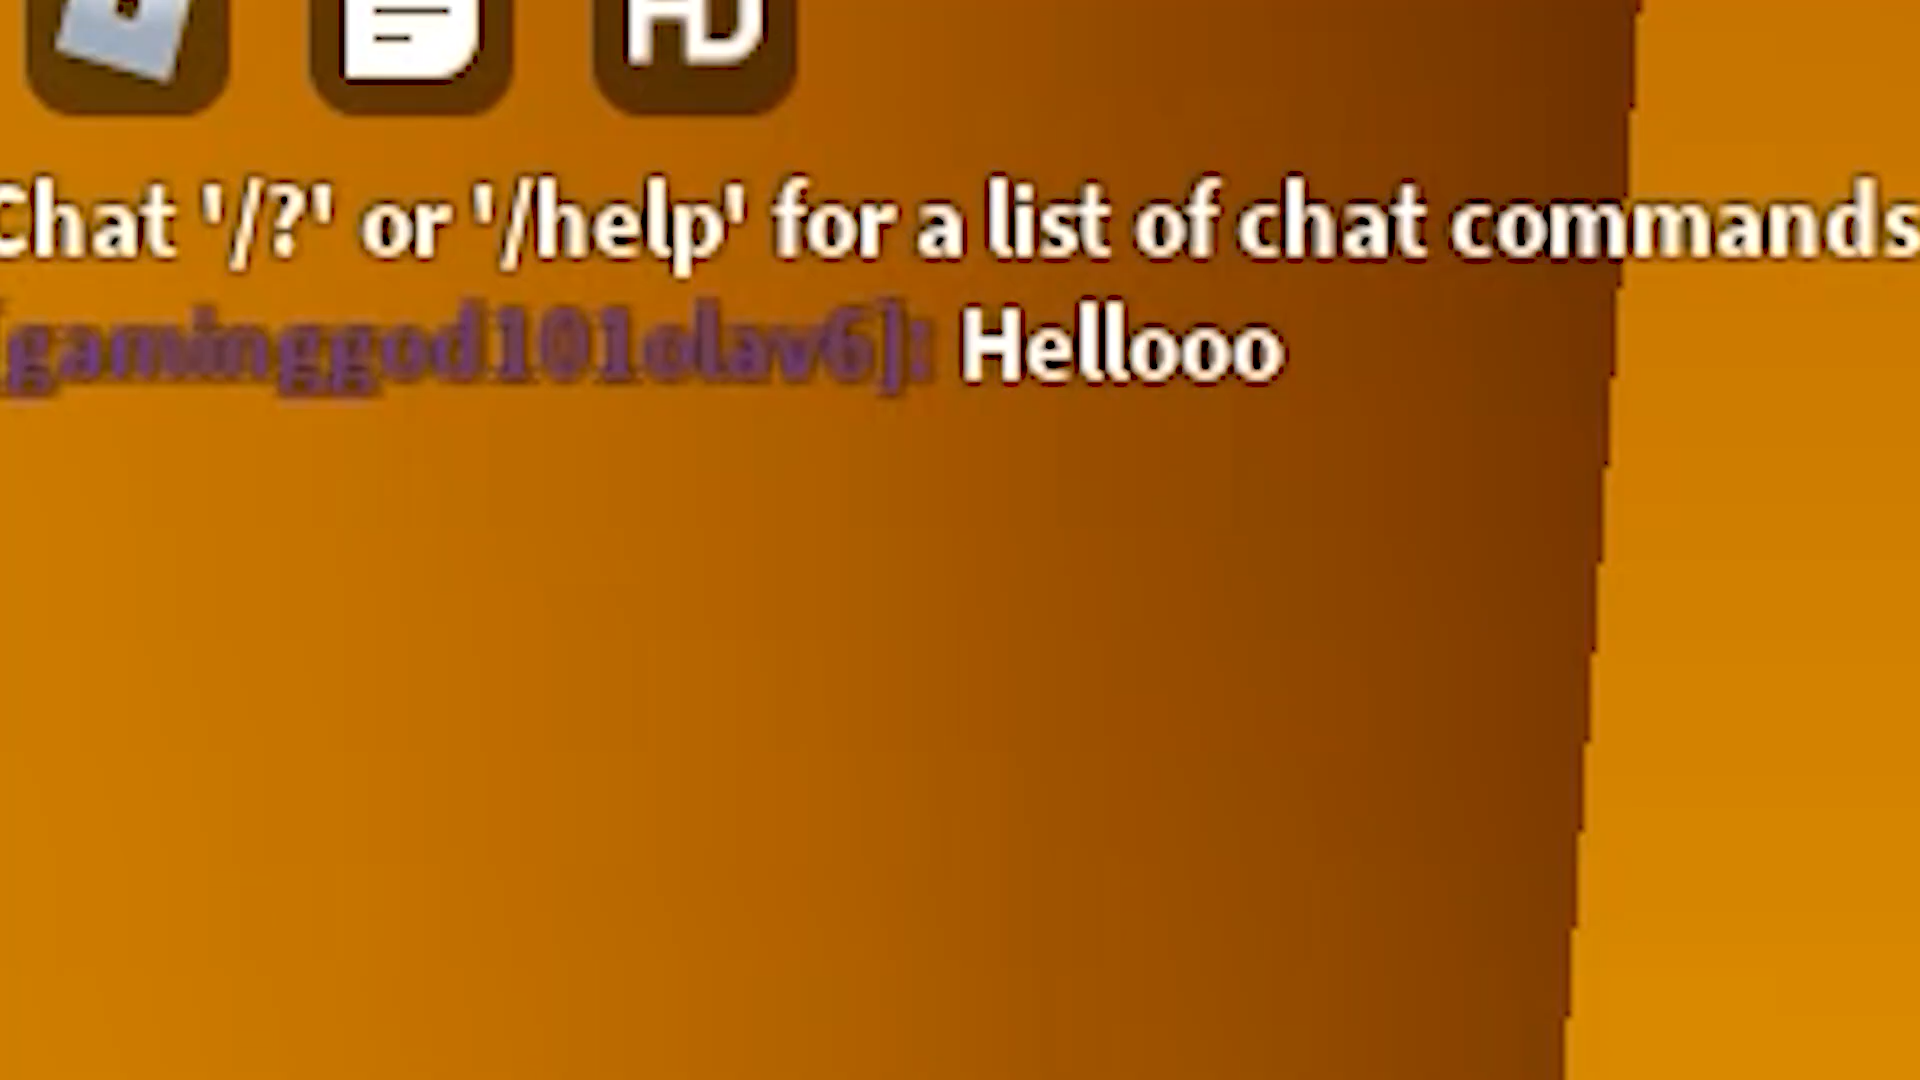 HD
Chat '/?' or '/help' for a list of chat commands
[gaminggod101olav6]: Hellooo